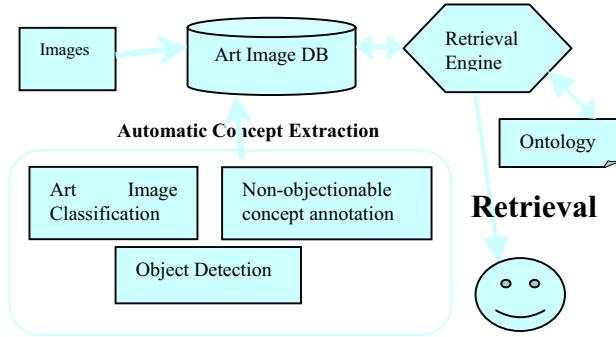 Images
Art Image DB
Retrieval
Engine
Ontology
Automatic Concept Extraction
Art Image
Classification
Non-objectionable
concept annotation
Object Detection
Retrieval